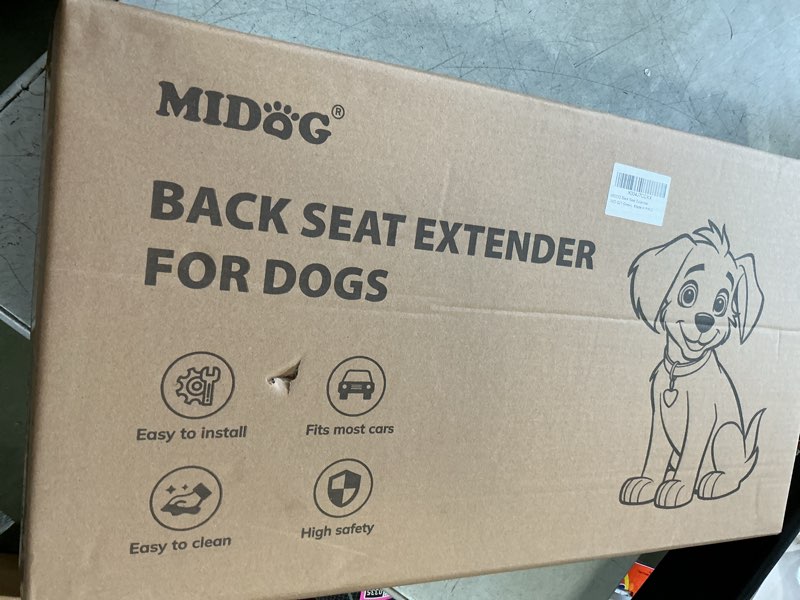 MIDOG®
BACK SEAT EXTENDER
FOR DOGS
Easy to install
Fits most cars
Easy to clean
High safety